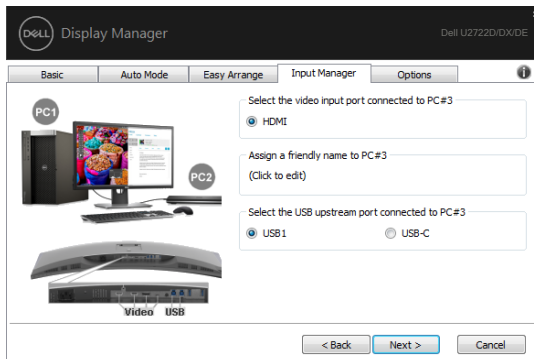 DELL Display Manager
Dell U2722D/DX/DE
Basic Auto Mode Easy Arrange Input Manager Options
PC1
PC2
Video USB
Select the video input port connected to PC#3
HDMI
Assign a friendly name to PC#3
(Click to edit)
Select the USB upstream port connected to PC#3
USB1 USB-C
< Back Next > Cancel